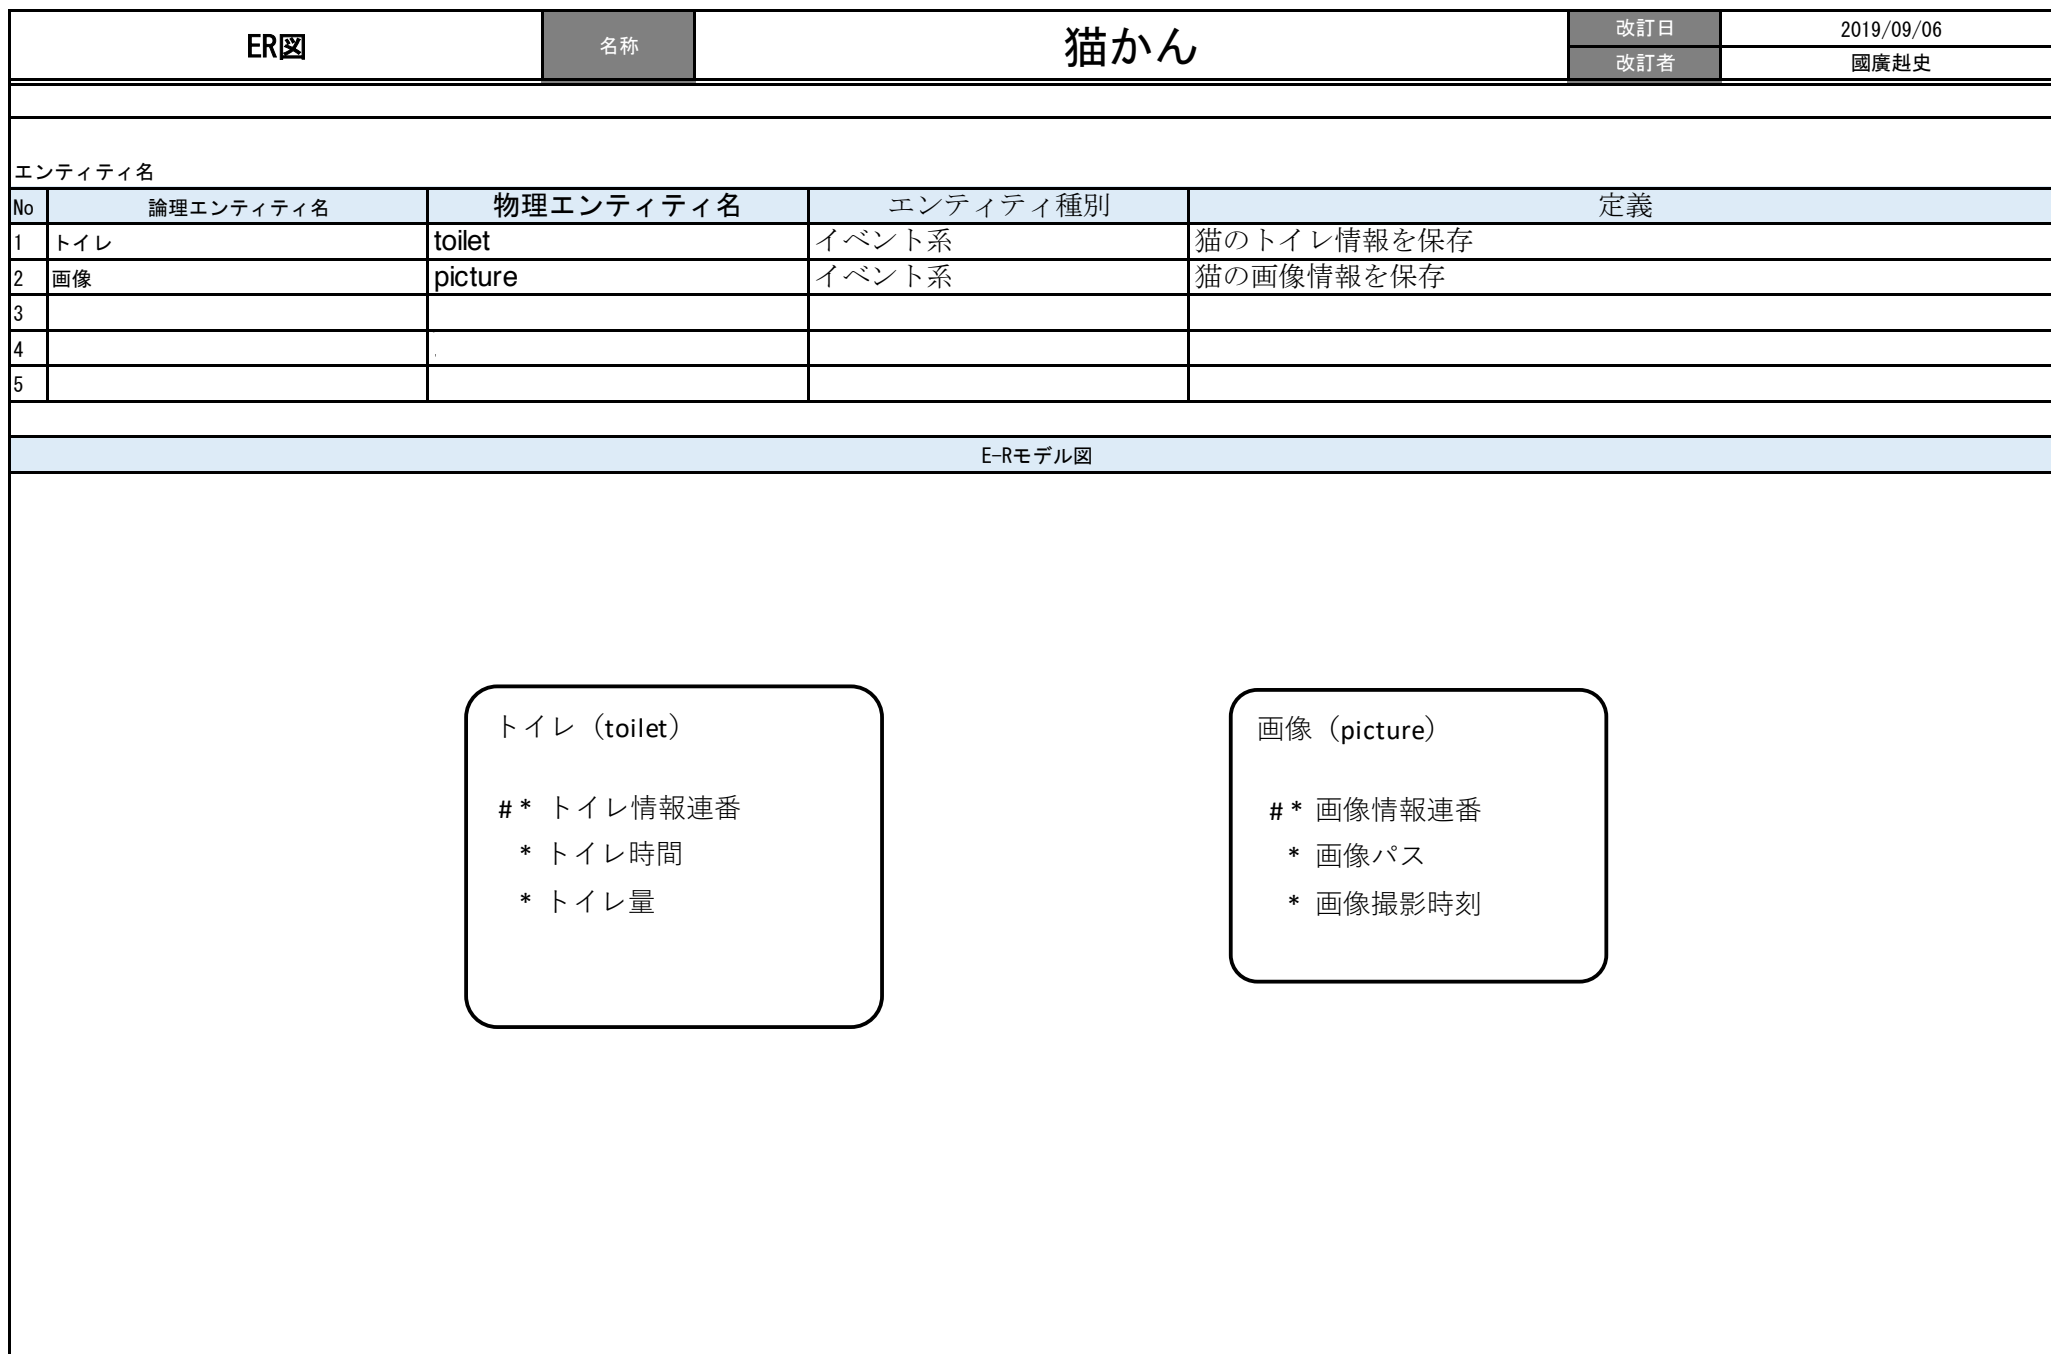 ER図 名称 猫かん 改訂日 2019/09/06
改訂者 國廣赳史
エンティティ名
No 論理エンティティ名 物理エンティティ名 エンティティ種別 定義
1 トイレ toilet イベント系 猫のトイレ情報を保存
2 画像 picture イベント系 猫の画像情報を保存
3
4
5
E-Rモデル図
トイレ（toilet）
# * トイレ情報連番
* トイレ時間
* トイレ量
画像（picture）
# * 画像情報連番
* 画像パス
* 画像撮影時刻